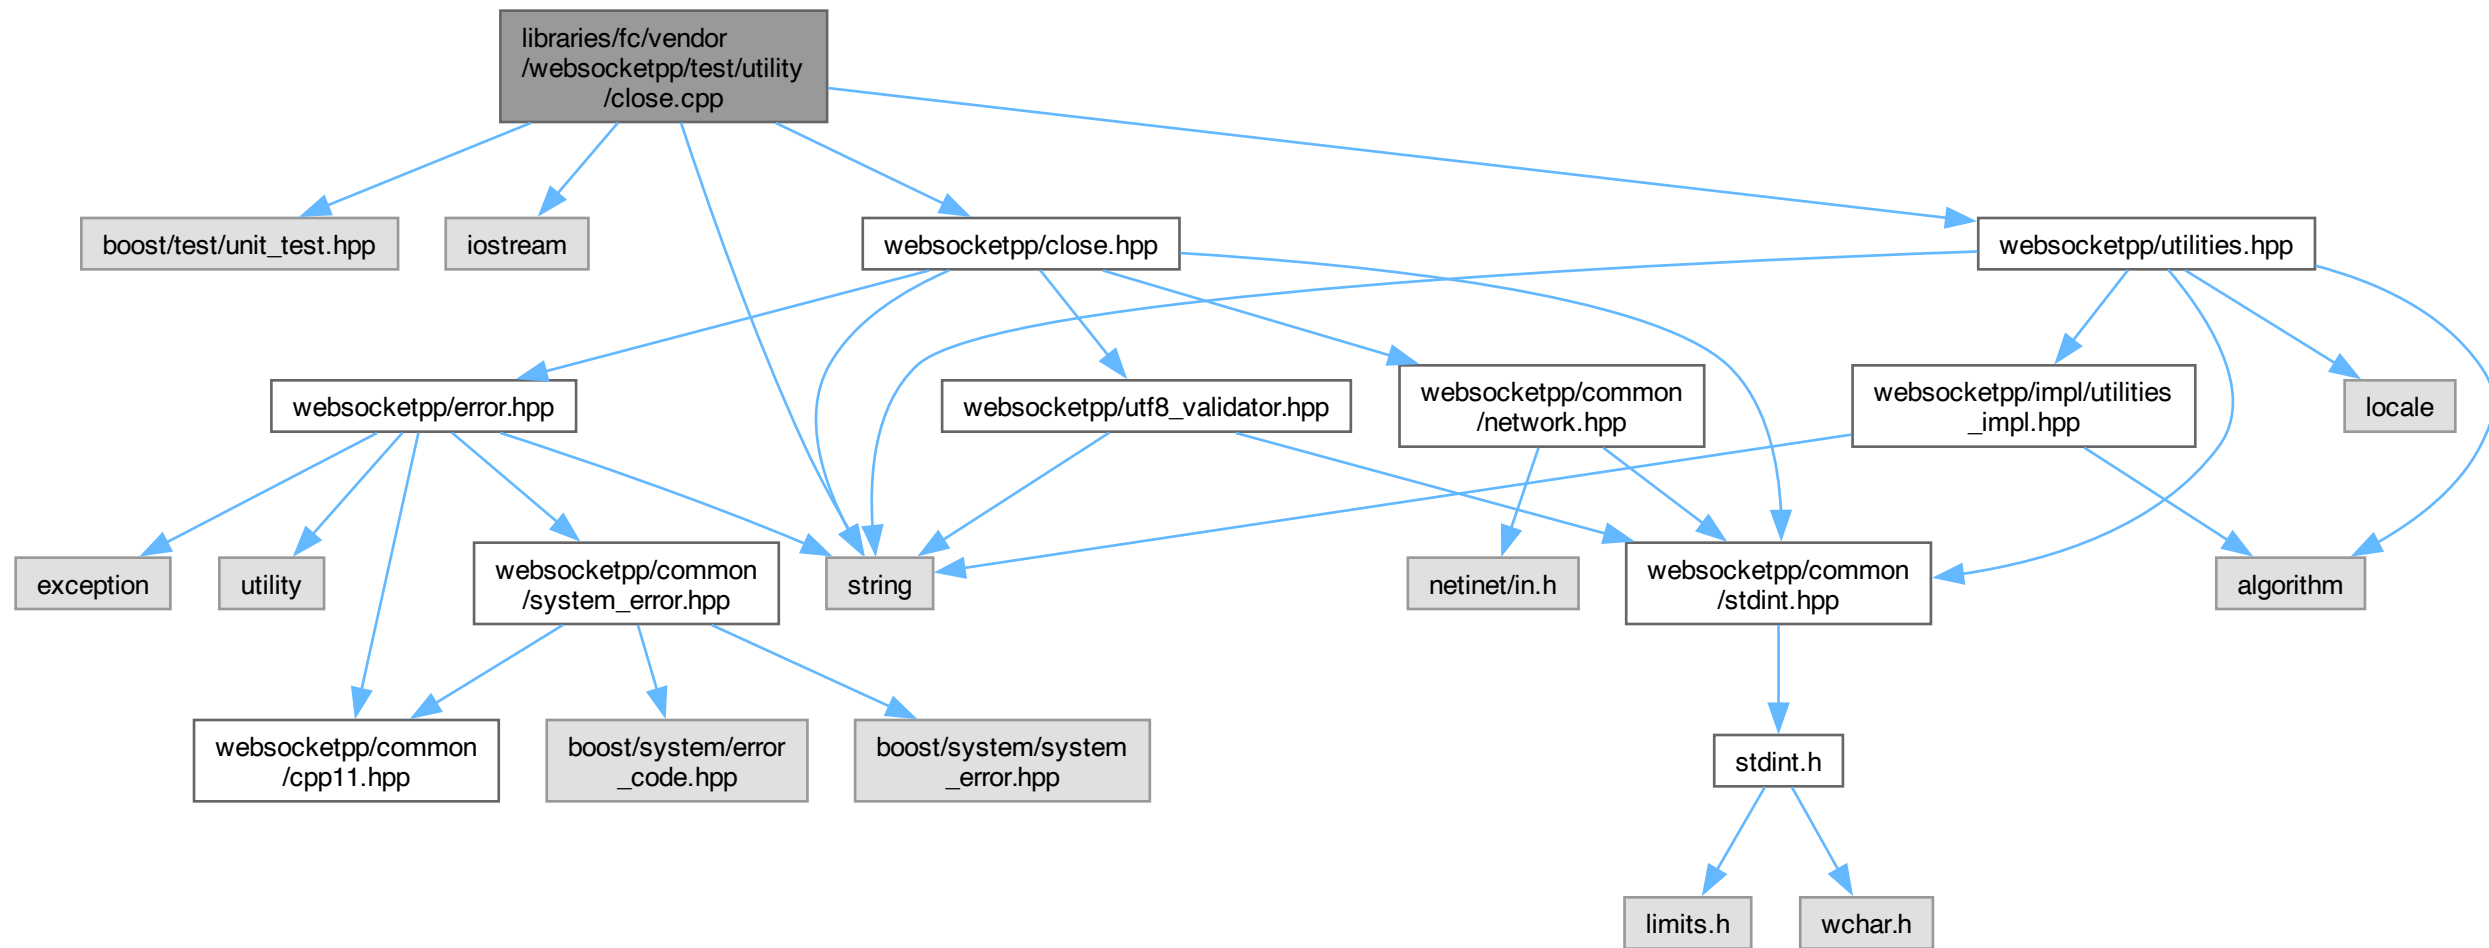 libraries/fc/vendor
/websocketpp/test/utility
/close.cpp
boost/test/unit_test.hpp
iostream
websocketpp/close.hpp
websocketpp/utilities.hpp
websocketpp/error.hpp
websocketpp/utf8_validator.hpp
websocketpp/common
/network.hpp
websocketpp/impl/utilities
_impl.hpp
locale
exception
utility
websocketpp/common
/system_error.hpp
string
netinet/in.h
websocketpp/common
/stdint.hpp
algorithm
websocketpp/common
/cpp11.hpp
boost/system/error
_code.hpp
boost/system/system
_error.hpp
stdint.h
limits.h
wchar.h